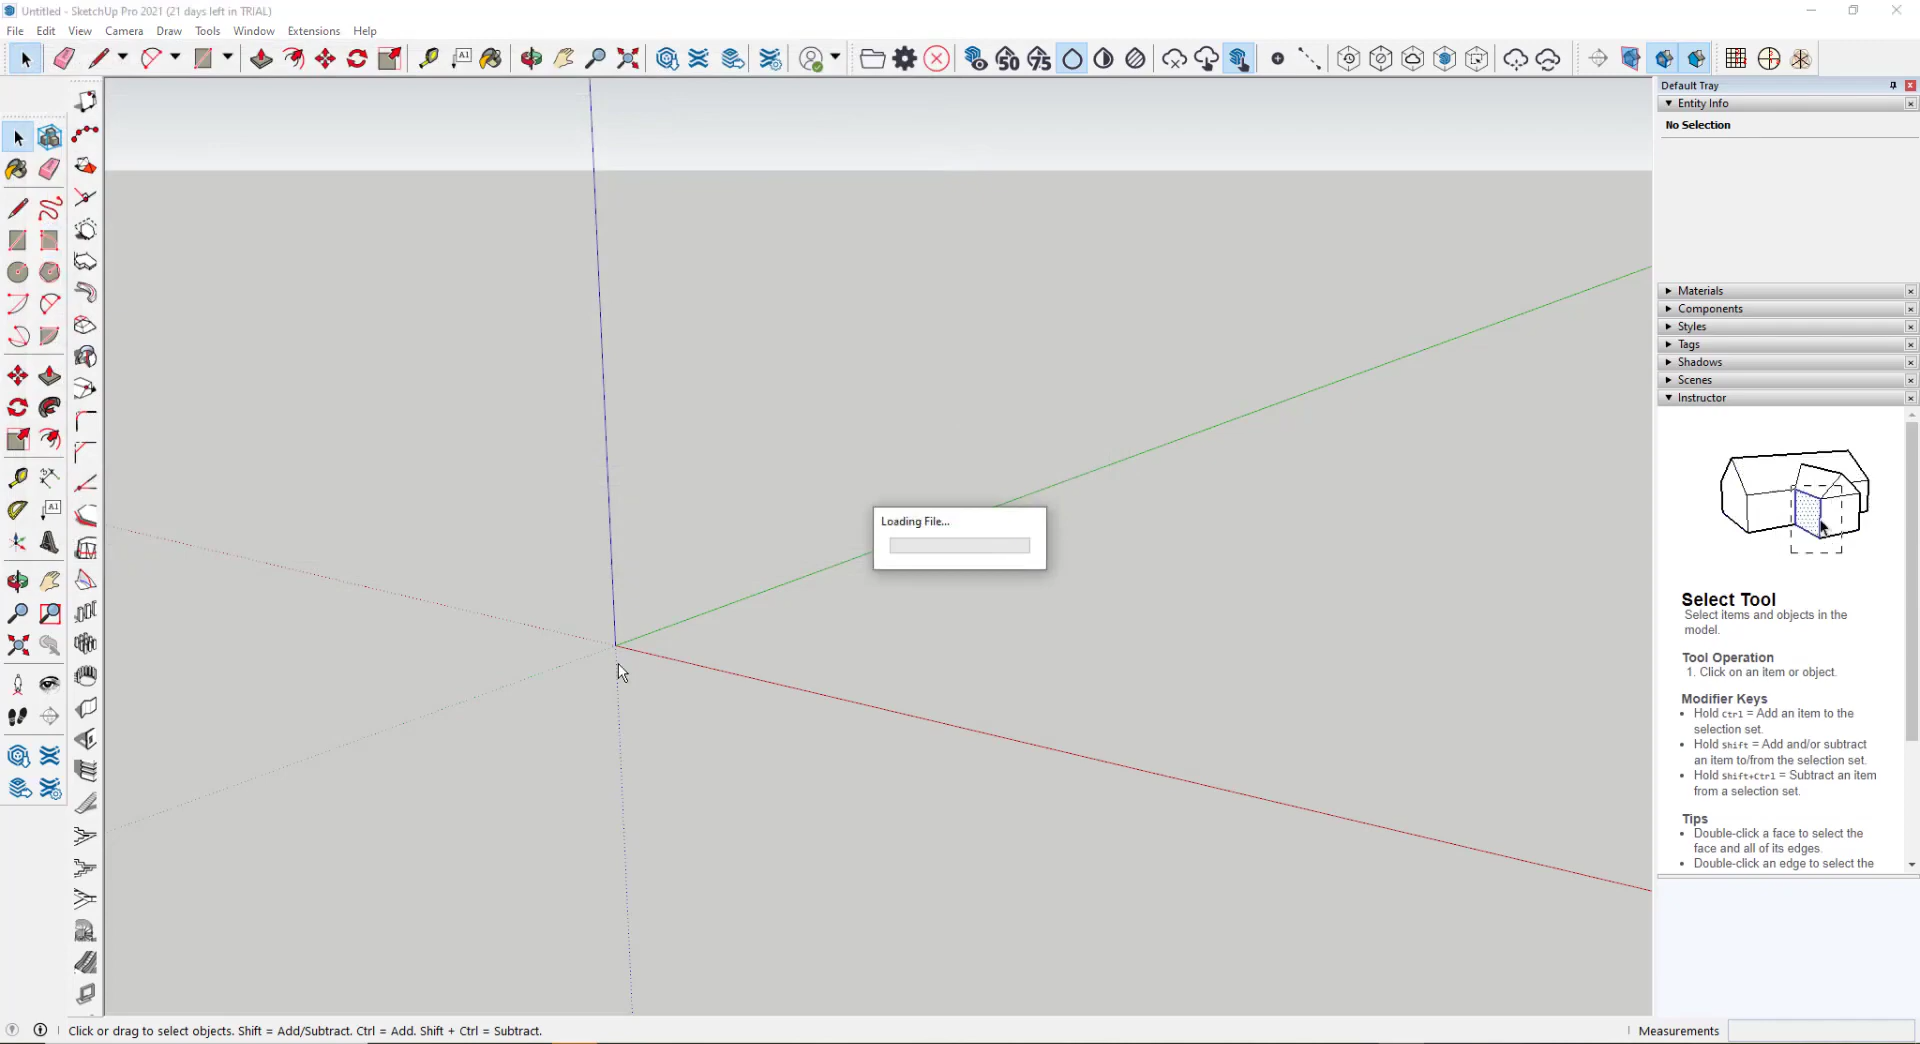 Untitled - SketchUp Pro 2021 (21 days left in TRIAL)
File Edit View Camera Draw Tools Window Extensions Help
A1
50
75
Default Tray
Entity Info
No Selection
Materials
Components
Styles
Tags
Shadows
Scenes
Instructor
Loading File...
A1
Select Tool
Select items and objects in the
model.
Tool Operation
1. Click on an item or object.
Modifier Keys
• Hold Ctrl = Add an item to the
selection set.
• Hold Shift = Add and/or subtract
an item to/from the selection set.
• Hold Shift+Ctrl = Subtract an item
from a selection set.
Tips
• Double-click a face to select the
face and all of its edges.
• Double-click an edge to select the
Click or drag to select objects. Shift = Add/Subtract. Ctrl = Add. Shift + Ctrl = Subtract.
Measurements